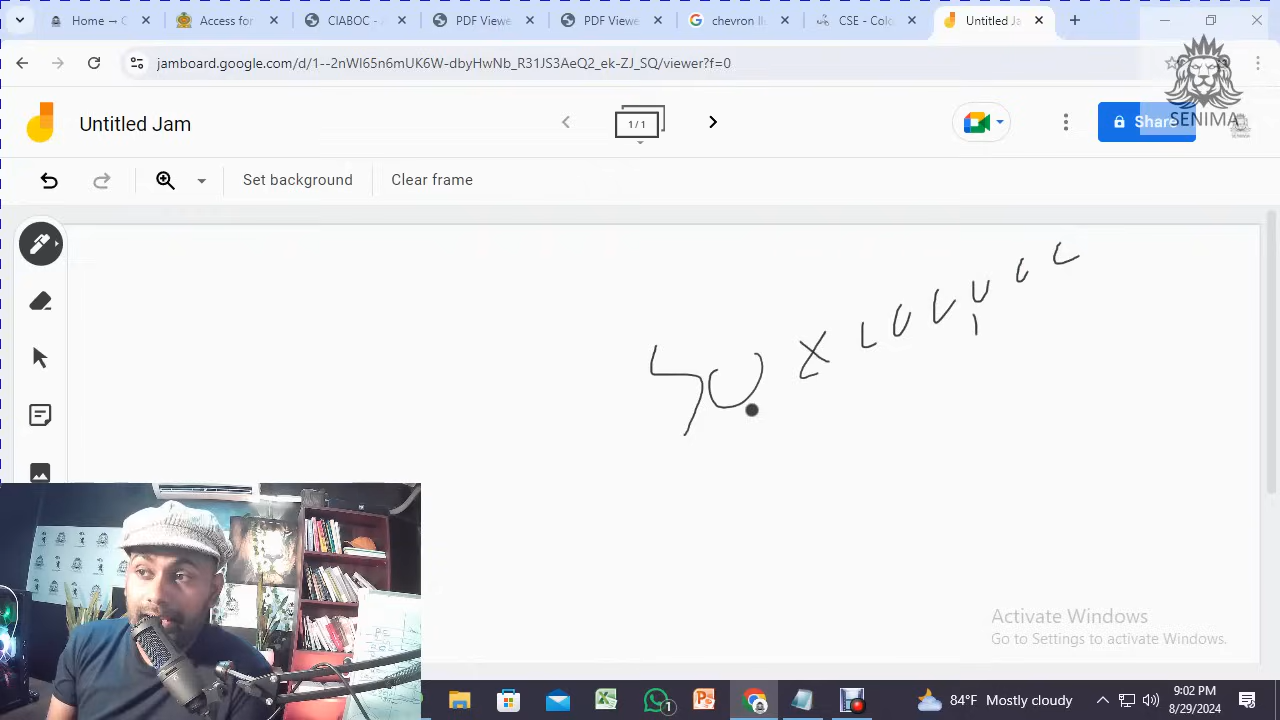 Home → C
Access for
CIABOC - A
PDF Viewe
PDF Viewe
chevron l
CSE - Colo
Untitled J
jamboard.google.com/d/1--2nWl65n6mUK6W-dbyHwNb_R31JS3AeQ2_ek-ZJ_SQ/viewer?f=0
SENIMA
Untitled Jam
1 / 1
Share
Set background
Clear frame
50 X
Activate Windows
Go to Settings to activate Windows.
1
84°F Mostly cloudy
9:02 PM
8/29/2024